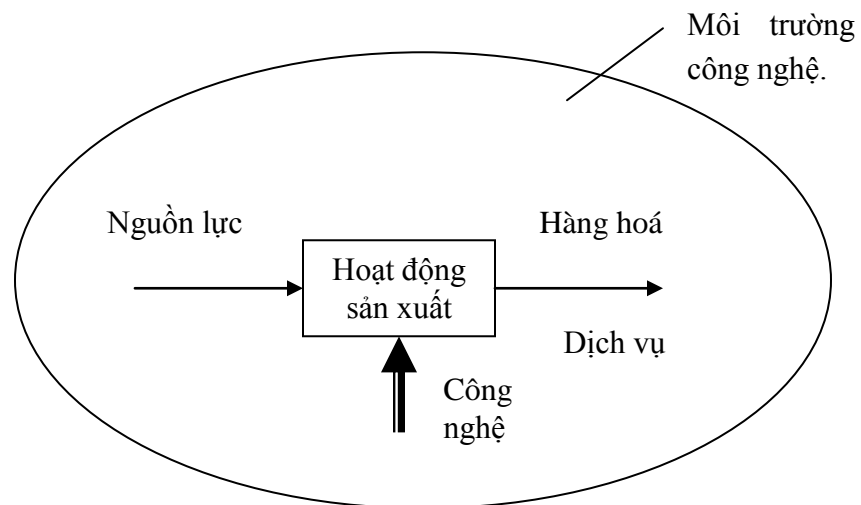 Môi trường
công nghệ.
Nguồn lực
Hàng hoá
Hoạt động
sản xuất
Dịch vụ
Công
nghệ